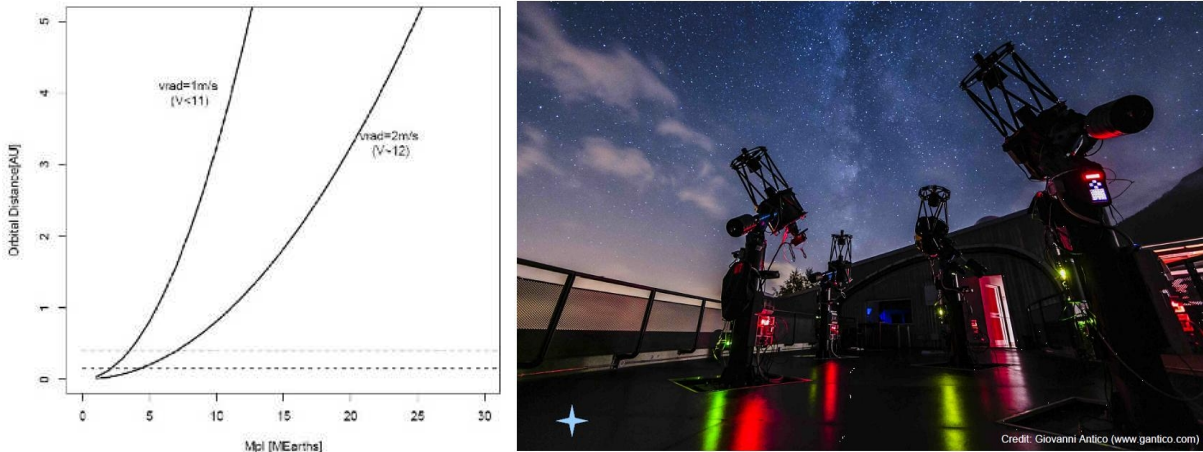 5
4
3
2
1
0
Orbital Distance[AU]
vrad=1m/s
(V<11)
vrad=2m/s
(V~12)
0 5 10 15 20 25 30
Mpl [MEarths]
Credit: Giovanni Antico (www.gantico.com)